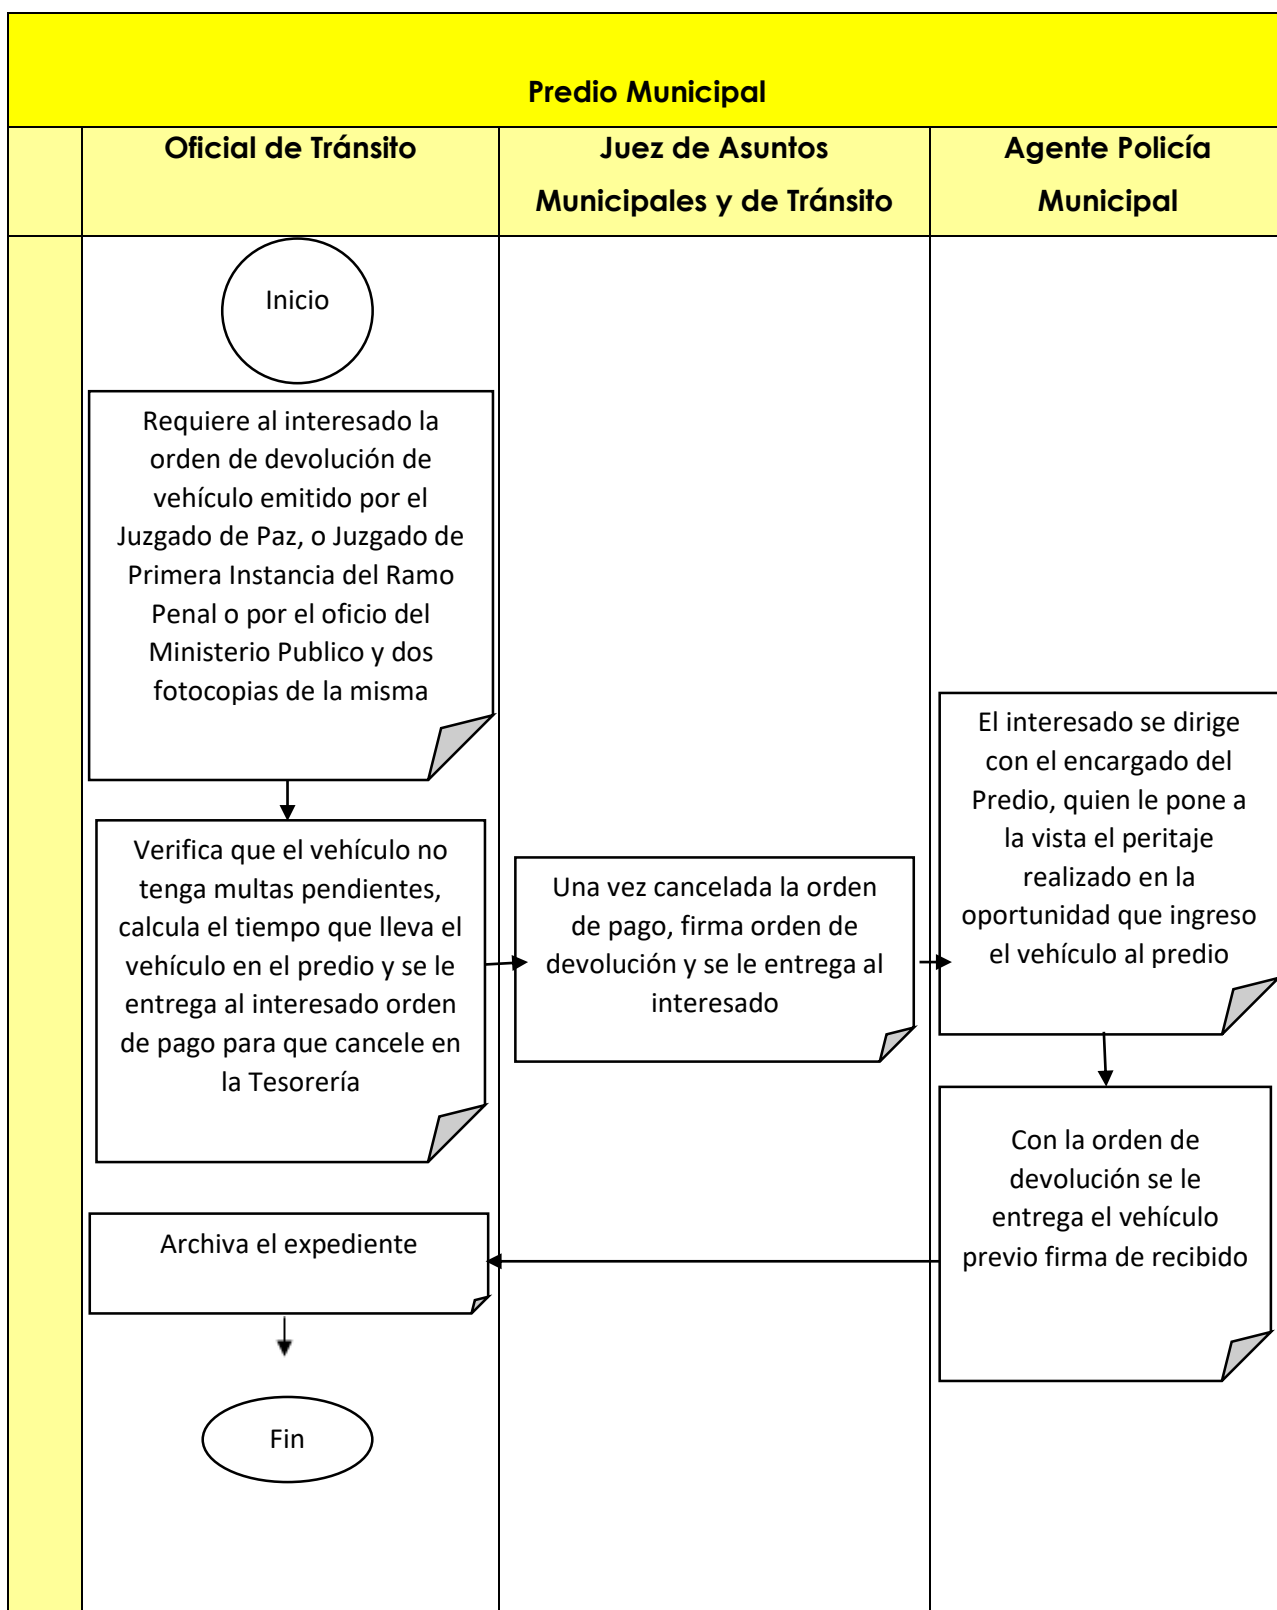 Predio Municipal
Oficial de Tránsito
Juez de Asuntos
Municipales y de Tránsito
Agente Policía
Municipal
Inicio
Requiere al interesado la
orden de devolución de
vehículo emitido por el
Juzgado de Paz, o Juzgado de
Primera Instancia del Ramo
Penal o por el oficio del
Ministerio Publico y dos
fotocopias de la misma
Verifica que el vehículo no
tenga multas pendientes,
calcula el tiempo que lleva el
vehículo en el predio y se le
entrega al interesado orden
de pago para que cancele en
la Tesorería
Una vez cancelada la orden
de pago, firma orden de
devolución y se le entrega al
interesado
El interesado se dirige
con el encargado del
Predio, quien le pone a
la vista el peritaje
realizado en la
oportunidad que ingreso
el vehículo al predio
Con la orden de
devolución se le
entrega el vehículo
previo firma de recibido
Archiva el expediente
Fin